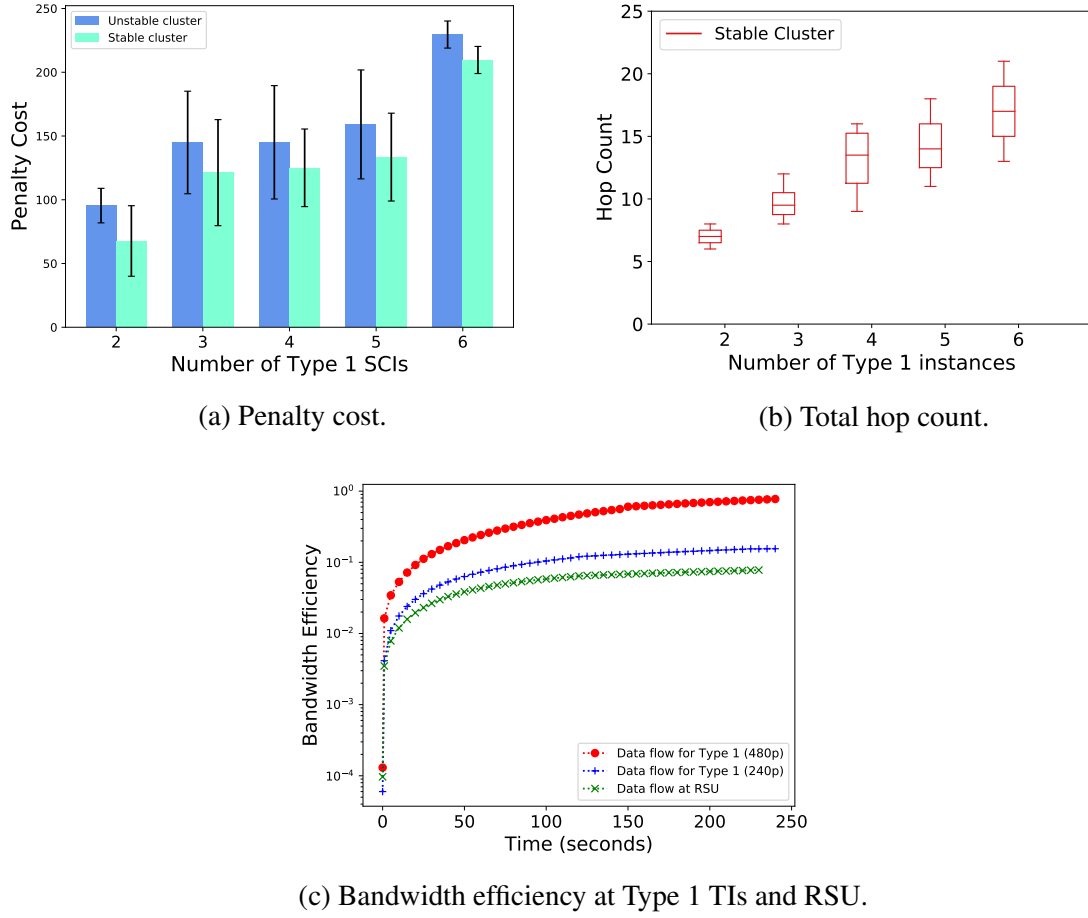 Unstable cluster
Stable cluster
250
200
150
100
50
0
Penalty Cost
2 3 4 5 6
Number of Type 1 SCIs
(a) Penalty cost.
Stable Cluster
25
20
15
10
5
0
Hop Count
2 3 4 5 6
Number of Type 1 instances
(b) Total hop count.
10^0
10^-1
10^-2
10^-3
10^-4
Bandwidth Efficiency
Data flow for Type 1 (480p)
Data flow for Type 1 (240p)
Data flow at RSU
0 50 100 150 200 250
Time (seconds)
(c) Bandwidth efficiency at Type 1 TIs and RSU.